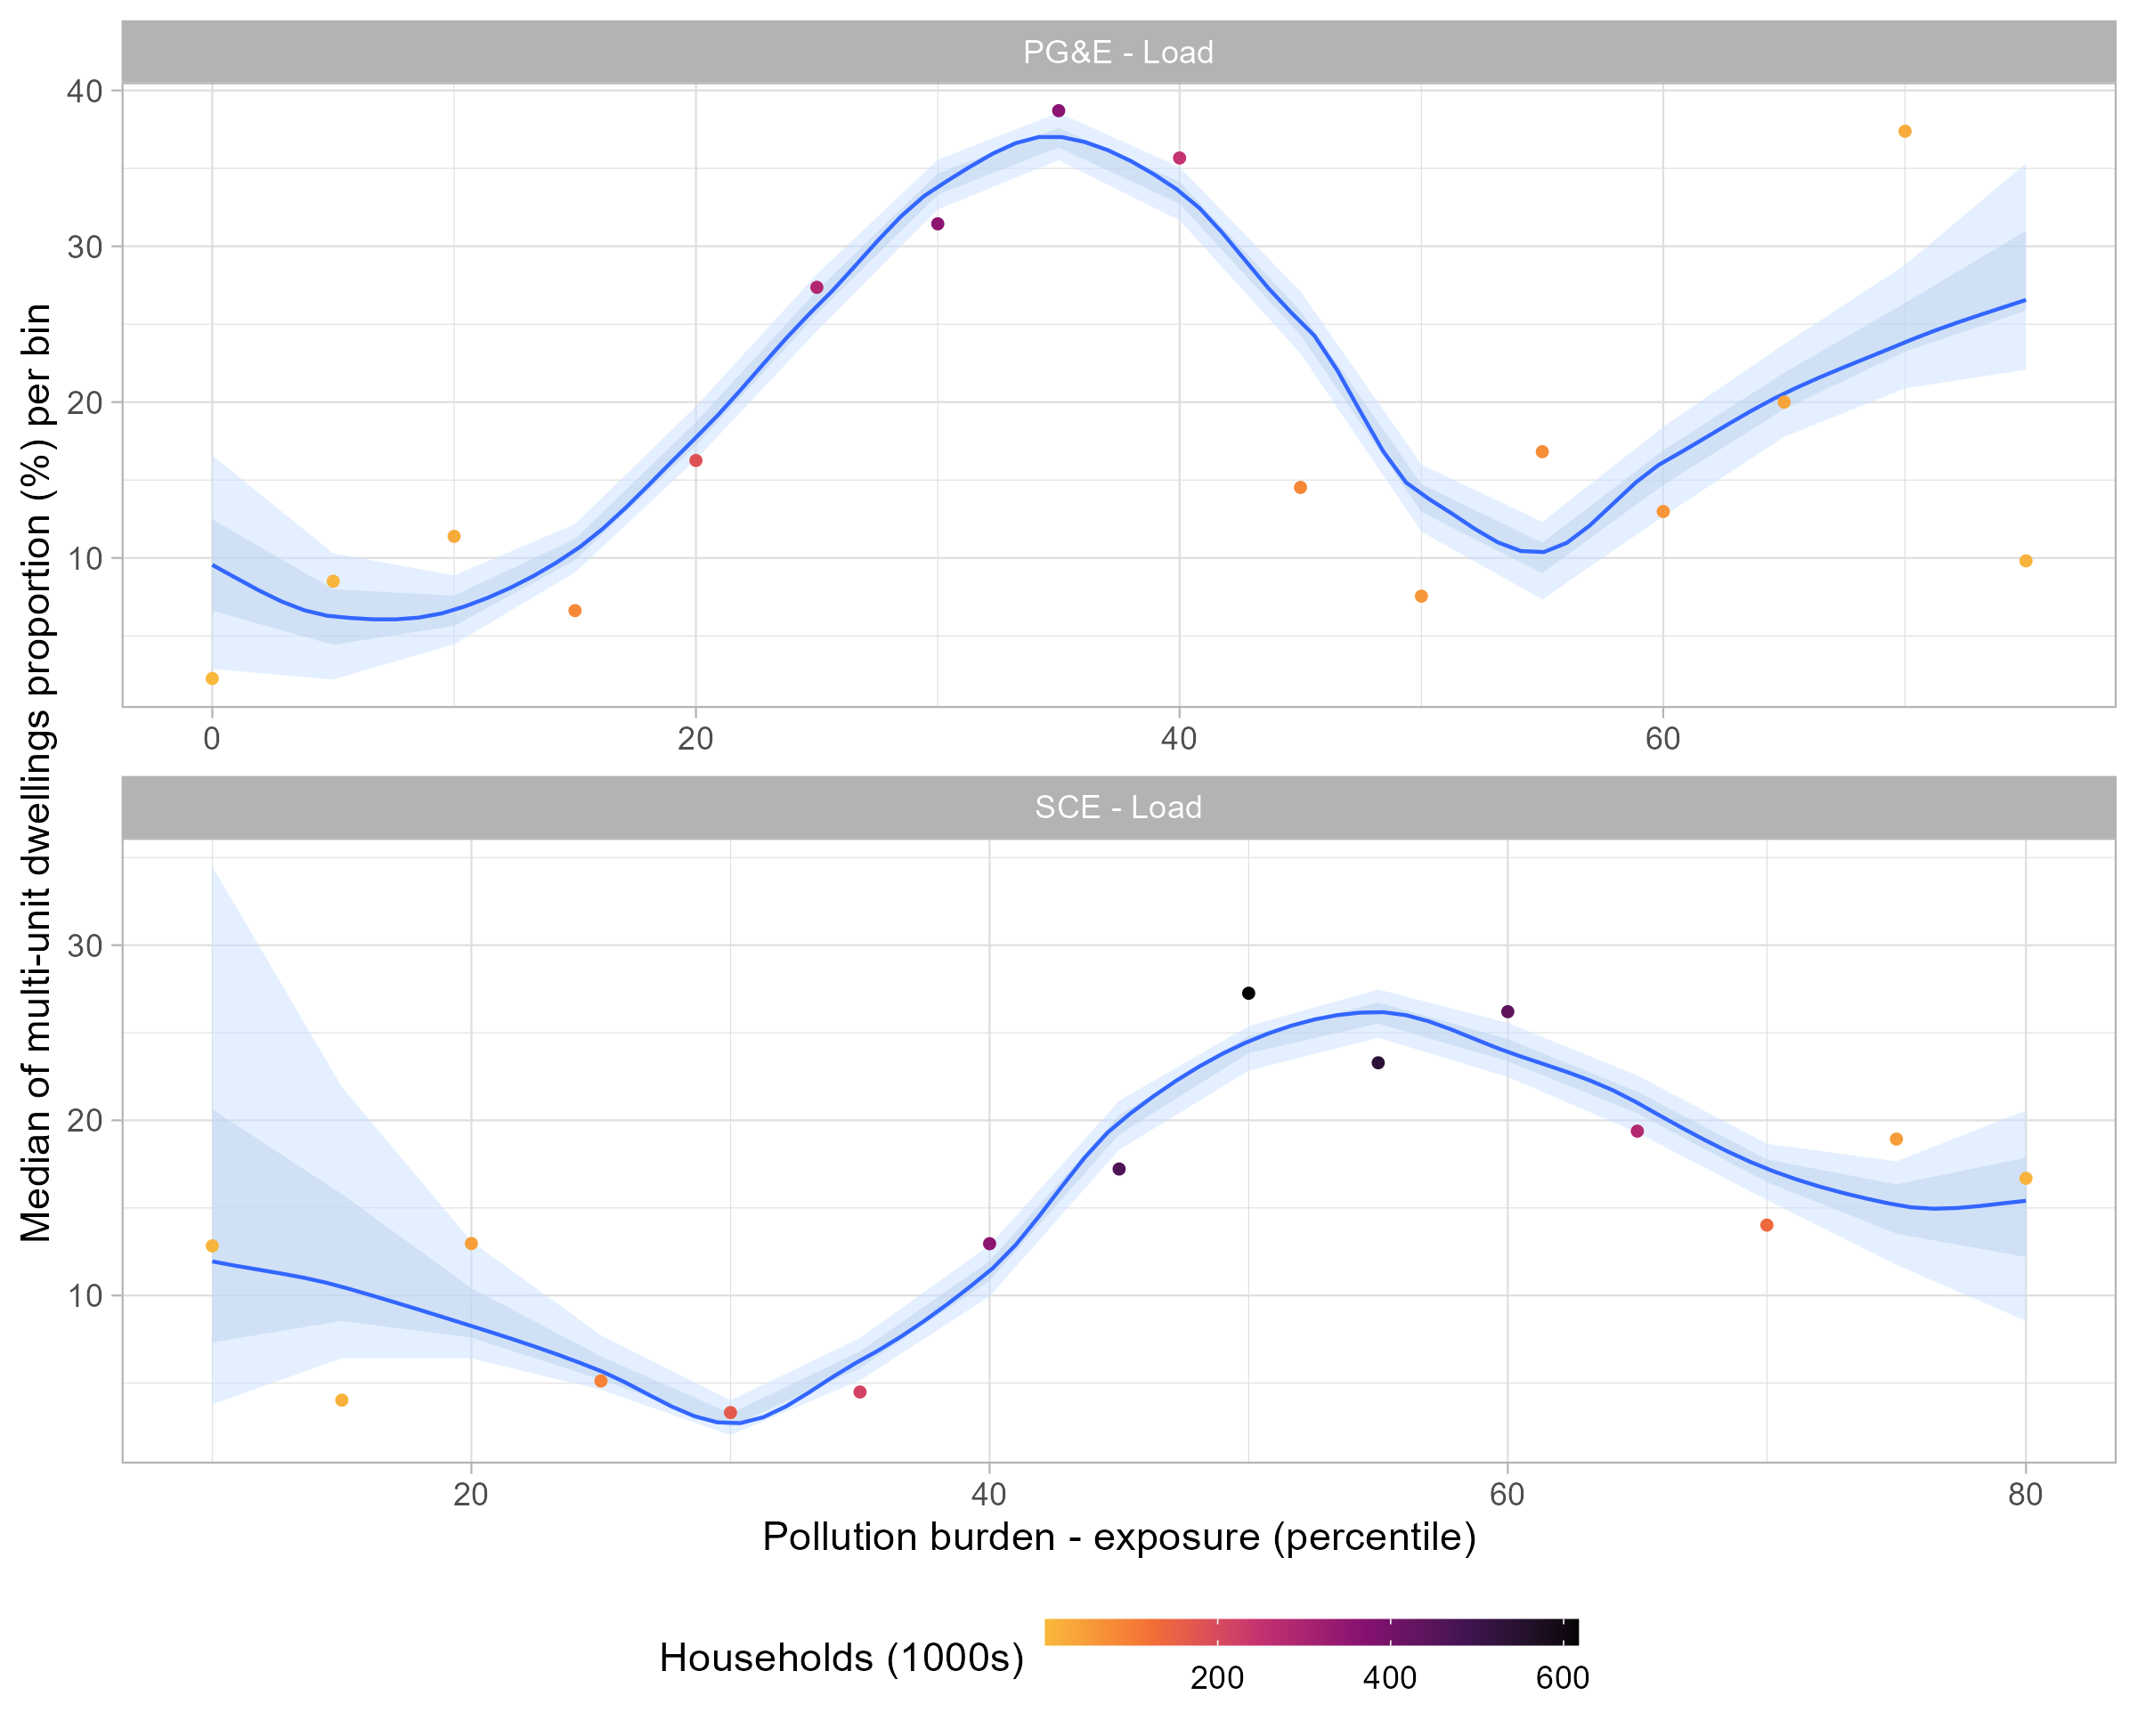 PG&E - Load
40
30
20
10
0 20 40 60
SCE - Load
30
20
10
20 40 60 80
Median of multi-unit dwellings proportion (%) per bin
Pollution burden - exposure (percentile)
Households (1000s)
200 400 600